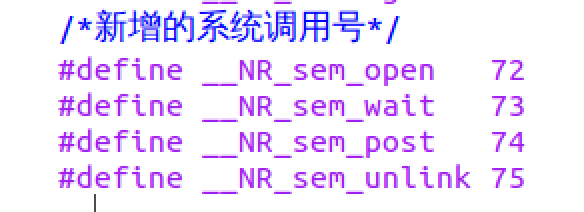 /*新增的系统调用号*/
#define __NR_sem_open   72
#define __NR_sem_wait   73
#define __NR_sem_post   74
#define __NR_sem_unlink 75